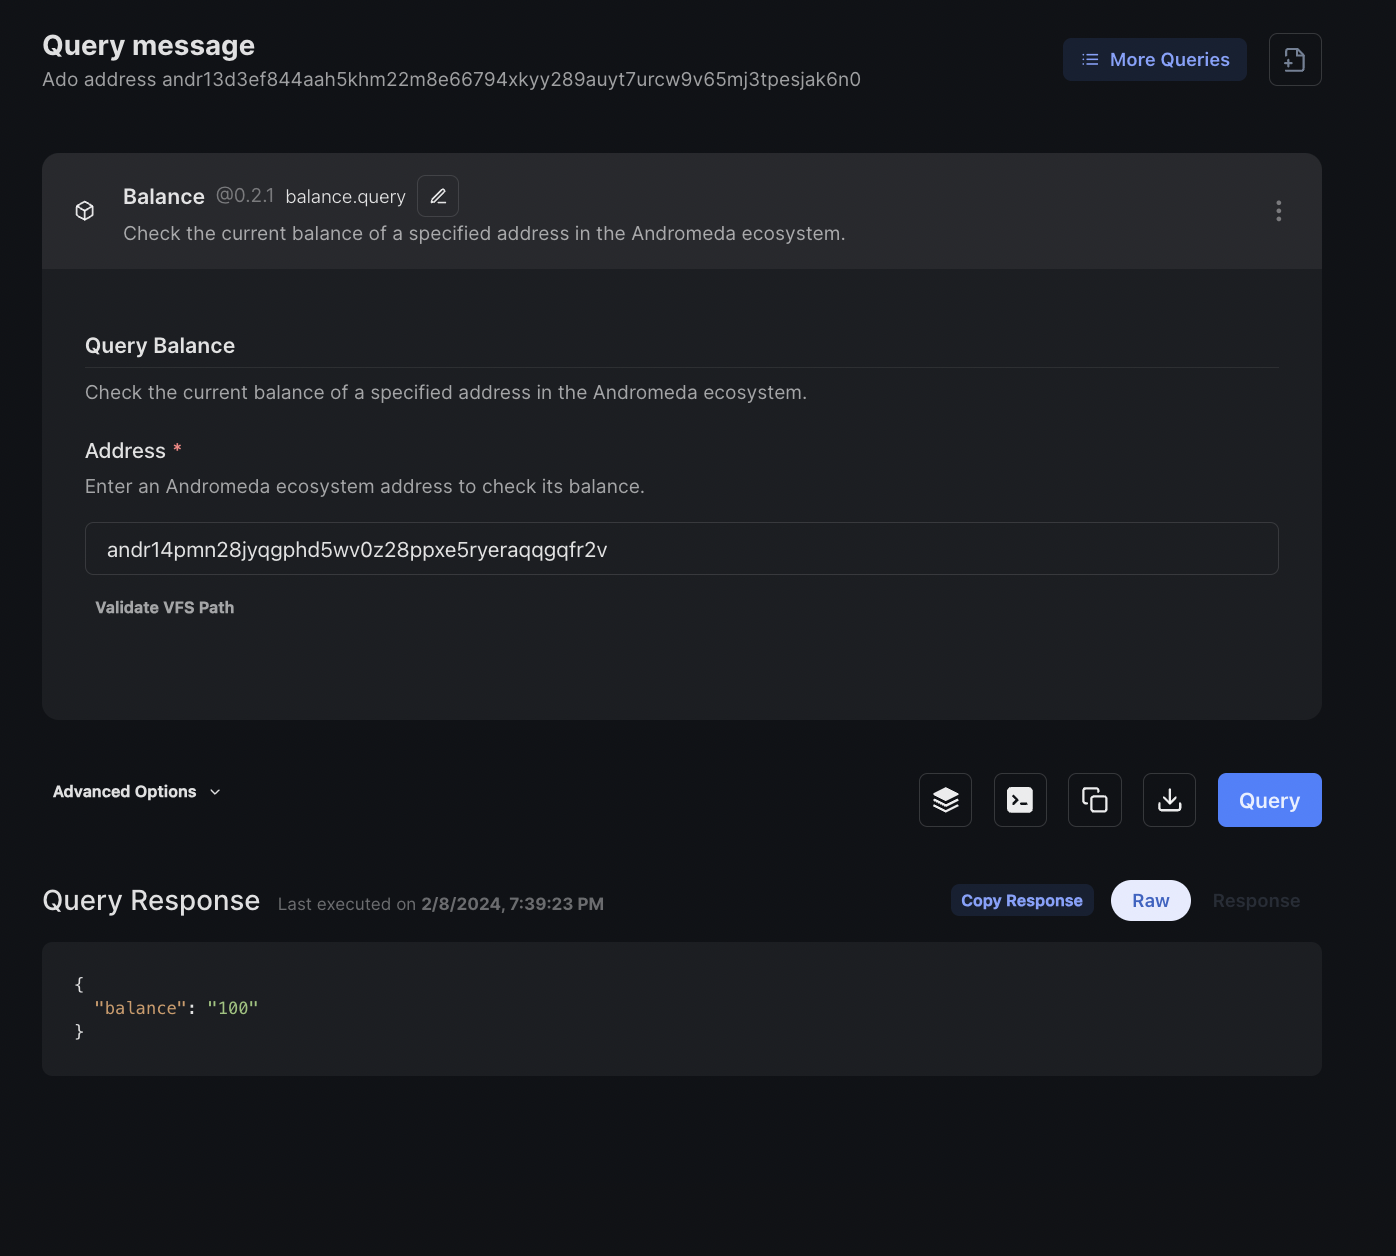 Query message
Ado address andr13d3ef844aah5khm22m8e66794xkyy289auyt7urcw9v65mj3tpesjak6n0
More Queries
Balance @0.2.1 balance.query
Check the current balance of a specified address in the Andromeda ecosystem.
Query Balance
Check the current balance of a specified address in the Andromeda ecosystem.
Address *
Enter an Andromeda ecosystem address to check its balance.
andr14pmn28jyqgphd5wv0z28ppxe5ryeraqqgqfr2v
Validate VFS Path
Advanced Options
Query
Query Response Last executed on 2/8/2024, 7:39:23 PM
Copy Response
Raw
Response
{
"balance": "100"
}